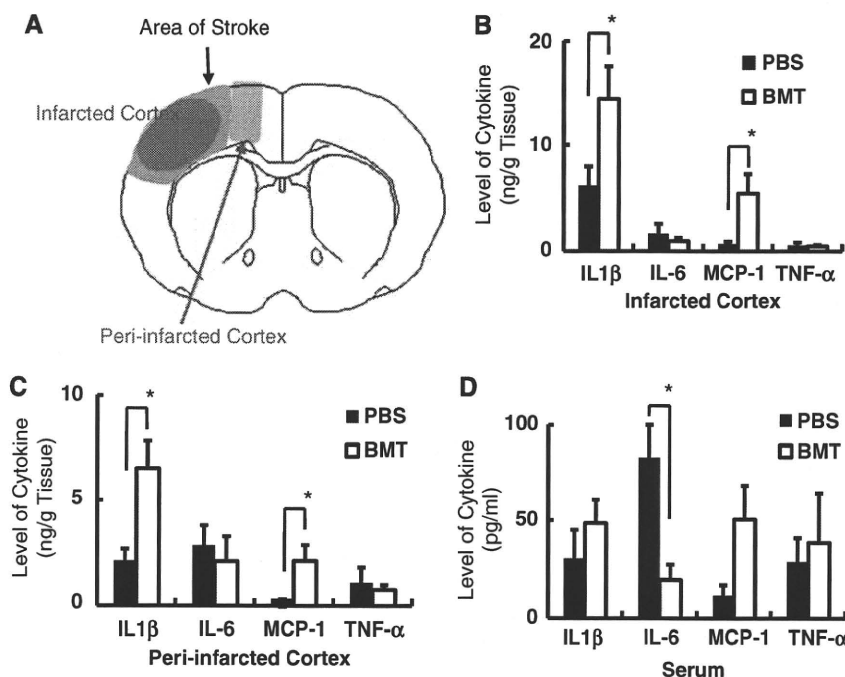 A
Area of Stroke
Infarcted Cortex
Peri-infarcted Cortex
B
Level of Cytokine
(ng/g Tissue)
20
10
0
*
*
PBS
BMT
IL1β IL-6 MCP-1 TNF-α
Infarcted Cortex
C
Level of Cytokine
(ng/g Tissue)
10
5
0
*
*
PBS
BMT
IL1β IL-6 MCP-1 TNF-α
Peri-infarcted Cortex
D
Level of Cytokine
(pg/ml)
100
50
0
*
PBS
BMT
IL1β IL-6 MCP-1 TNF-α
Serum